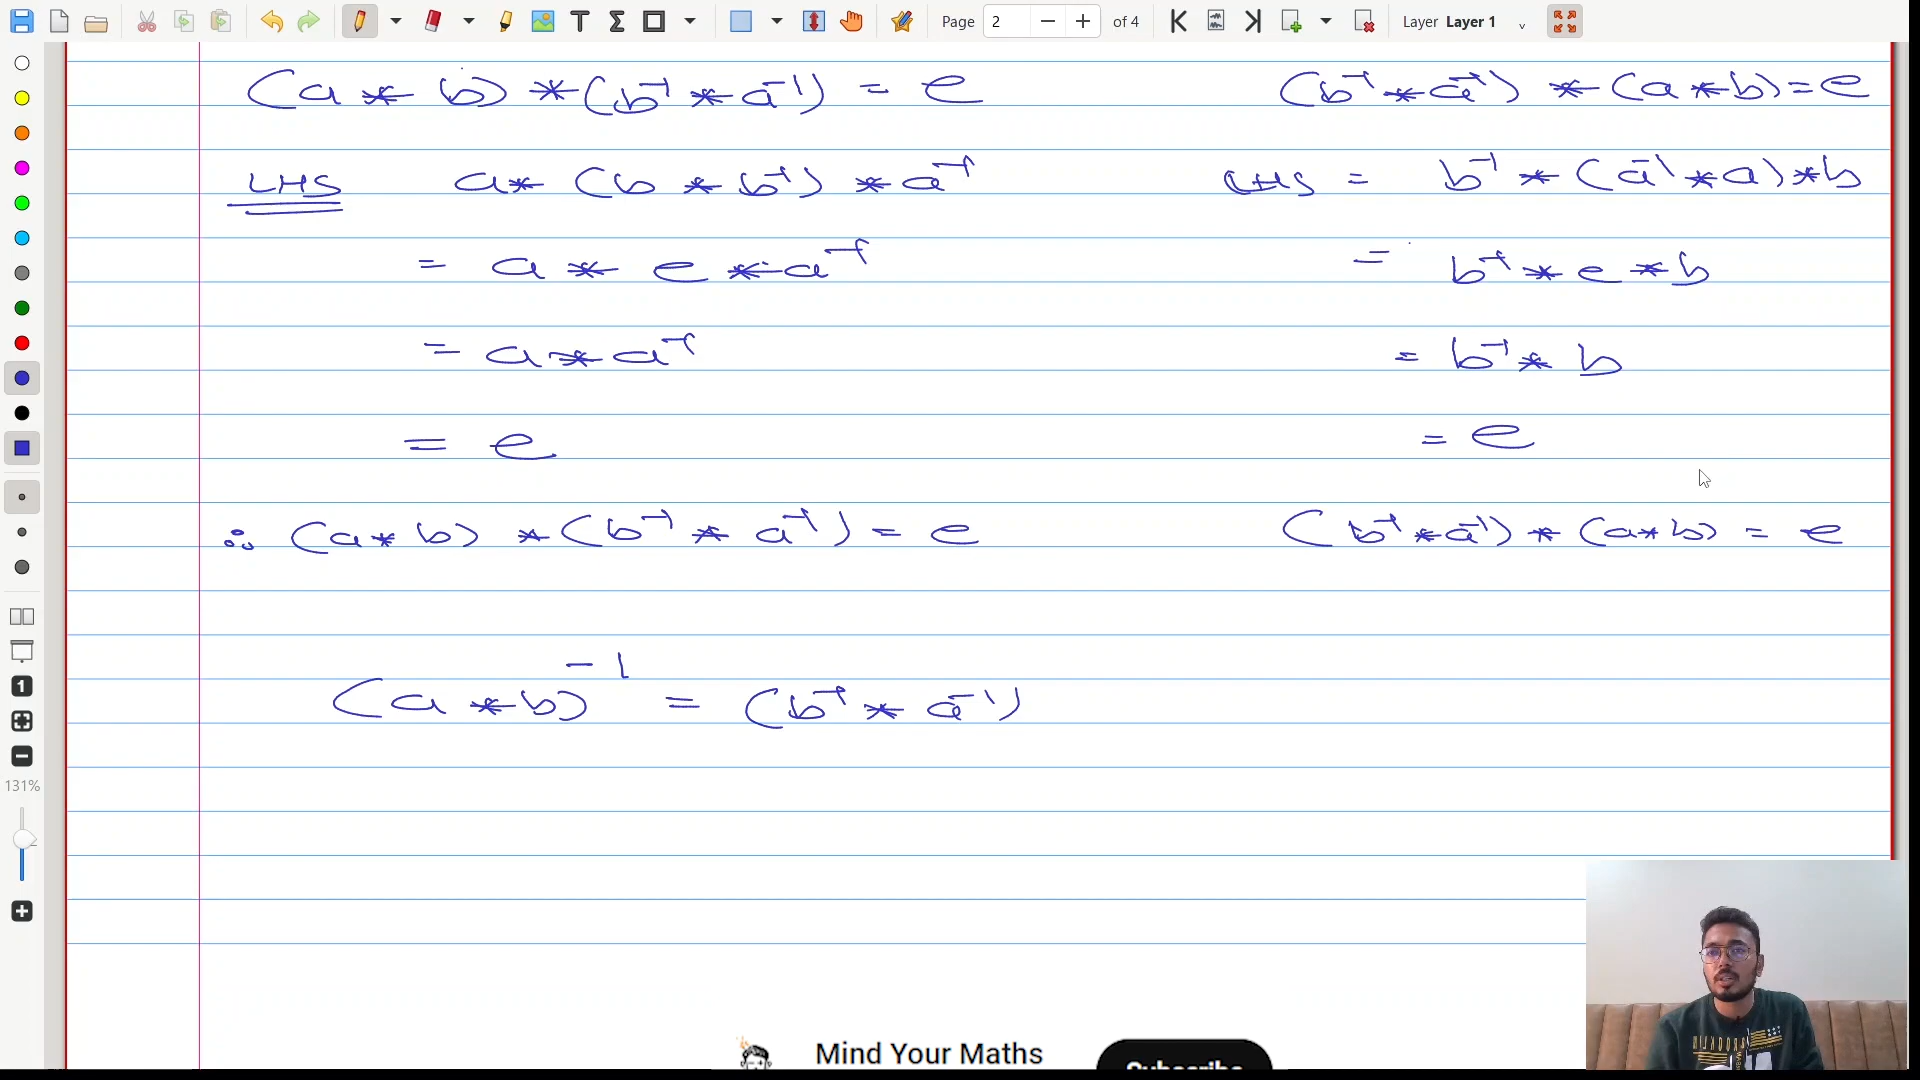 Page 2 of 4 Layer Layer 1
(a * b) * (b⁻¹ * a⁻¹) = e
(b⁻¹ * a⁻¹) * (a * b) = e
LHS a * (b * b⁻¹) * a⁻¹
LHS = b⁻¹ * (a⁻¹ * a) * b
= a * e * a⁻¹
= b⁻¹ * e * b
= a * a⁻¹
= b⁻¹ * b
= e
= e
∴ (a * b) * (b⁻¹ * a⁻¹) = e
(b⁻¹ * a⁻¹) * (a * b) = e
(a * b)⁻¹ = (b⁻¹ * a⁻¹)
131%
Mind Your Maths
Subscribe